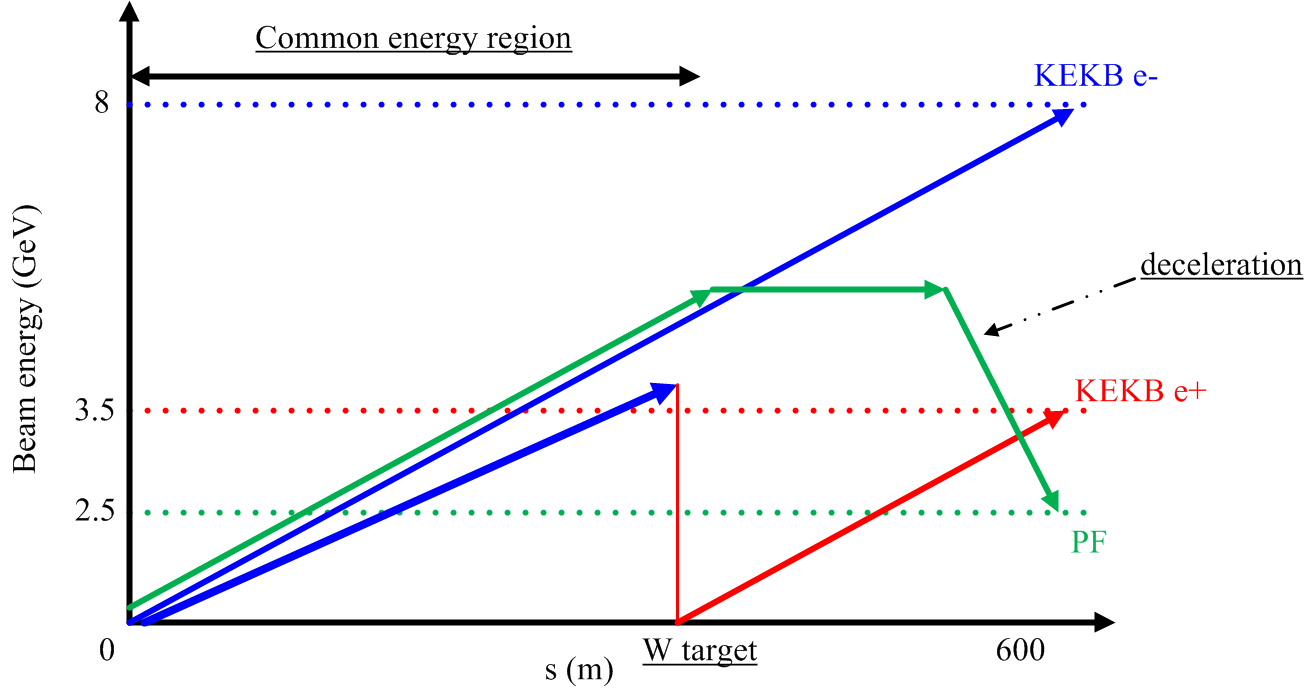 Common energy region
KEKB e-
8
deceleration
Beam energy (GeV)
KEKB e+
3.5
2.5
PF
0
W target
600
s (m)